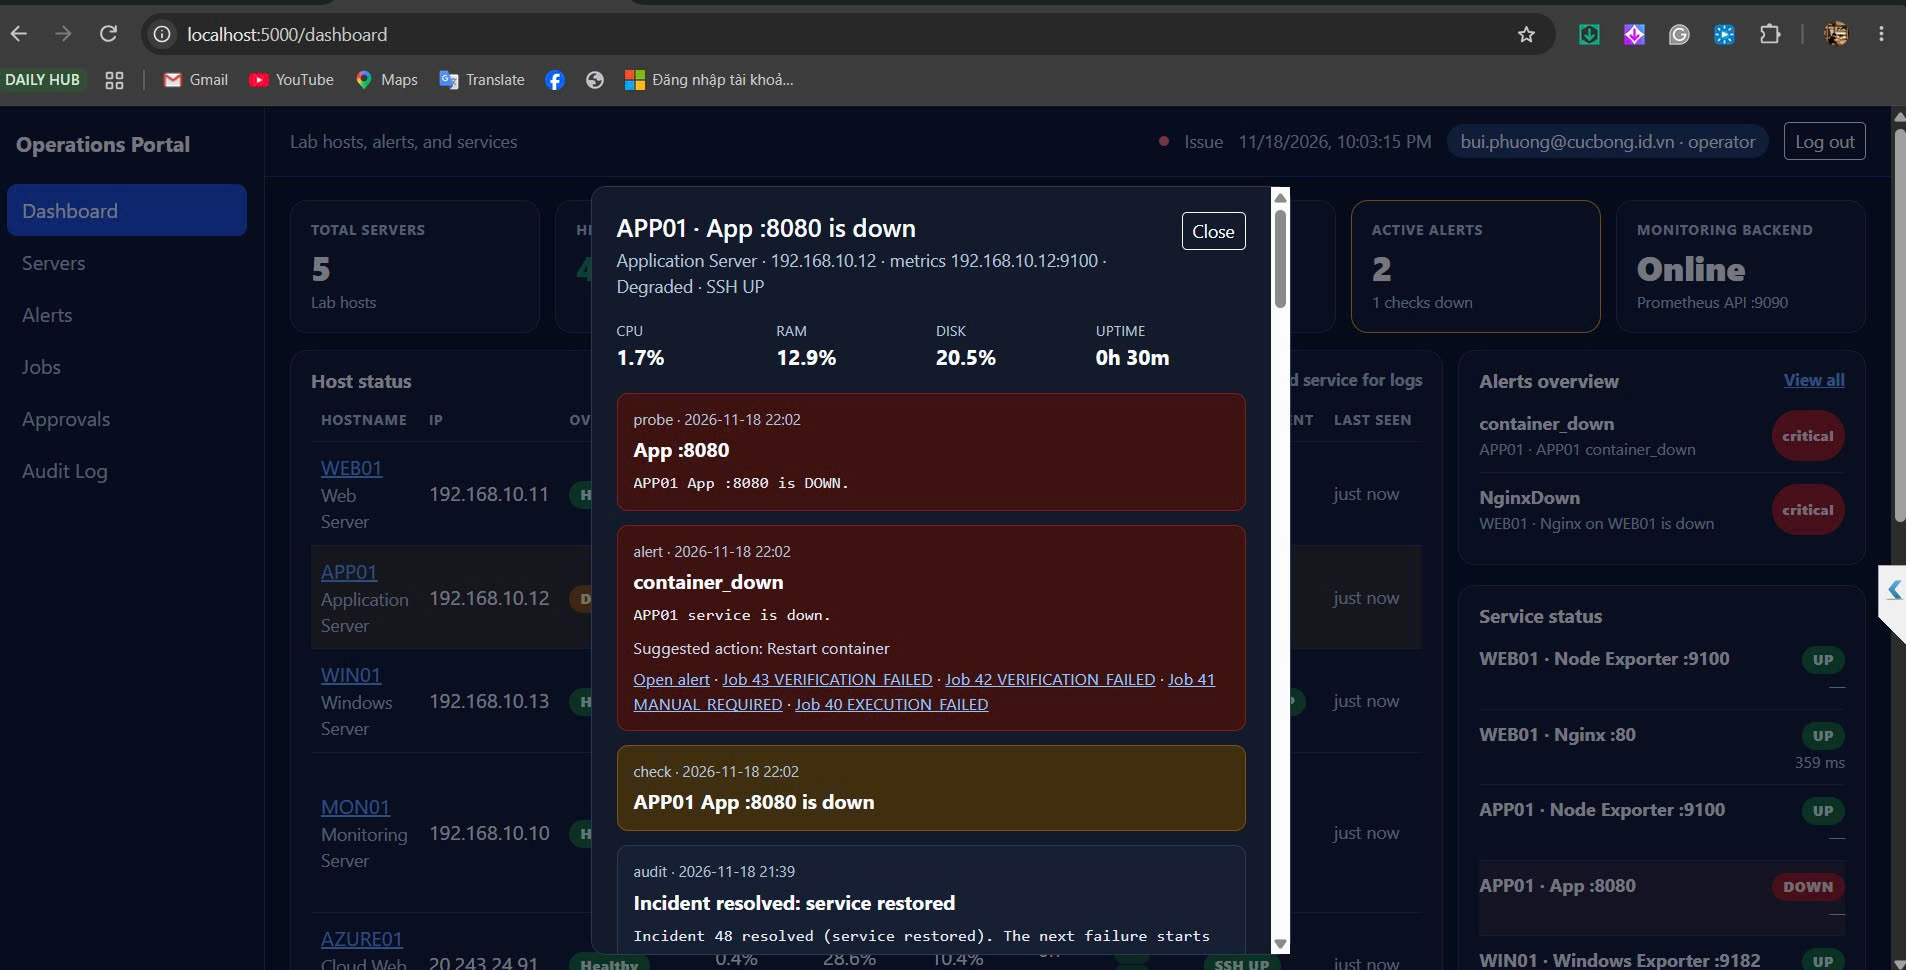 localhost:5000/dashboard
DAILY HUB
Gmail
YouTube
Maps
Translate
Đăng nhập tài khoả...
Operations Portal
Dashboard
Servers
Alerts
Jobs
Approvals
Audit Log
Lab hosts, alerts, and services
Issue
11/18/2026, 10:03:15 PM
bui.phuong@cucbong.id.vn · operator
Log out
TOTAL SERVERS
5
Lab hosts
ACTIVE ALERTS
2
1 checks down
MONITORING BACKEND
Online
Prometheus API :9090
Host status
service for logs
HOSTNAME
IP
LAST SEEN
WEB01
Web
Server
192.168.10.11
just now
APP01
Application
Server
192.168.10.12
just now
WIN01
Windows
Server
192.168.10.13
just now
MON01
Monitoring
Server
192.168.10.10
just now
AZURE01
Cloud Web
20.243.24.91
Healthy
0.4%
28.6%
10.4%
SSH UP
just now
APP01 · App :8080 is down
Close
Application Server · 192.168.10.12 · metrics 192.168.10.12:9100 ·
Degraded · SSH UP
CPU
1.7%
RAM
12.9%
DISK
20.5%
UPTIME
0h 30m
probe · 2026-11-18 22:02
App :8080
APP01 App :8080 is DOWN.
alert · 2026-11-18 22:02
container_down
APP01 service is down.
Suggested action: Restart container
Open alert · Job 43 VERIFICATION_FAILED · Job 42 VERIFICATION_FAILED · Job 41
MANUAL_REQUIRED · Job 40 EXECUTION_FAILED
check · 2026-11-18 22:02
APP01 App :8080 is down
audit · 2026-11-18 21:39
Incident resolved: service restored
Incident 48 resolved (service restored). The next failure starts
Alerts overview
View all
container_down
APP01 · APP01 container_down
critical
NginxDown
WEB01 · Nginx on WEB01 is down
critical
Service status
WEB01 · Node Exporter :9100
UP
—
WEB01 · Nginx :80
UP
359 ms
APP01 · Node Exporter :9100
UP
—
APP01 · App :8080
DOWN
—
WIN01 · Windows Exporter :9182
UP